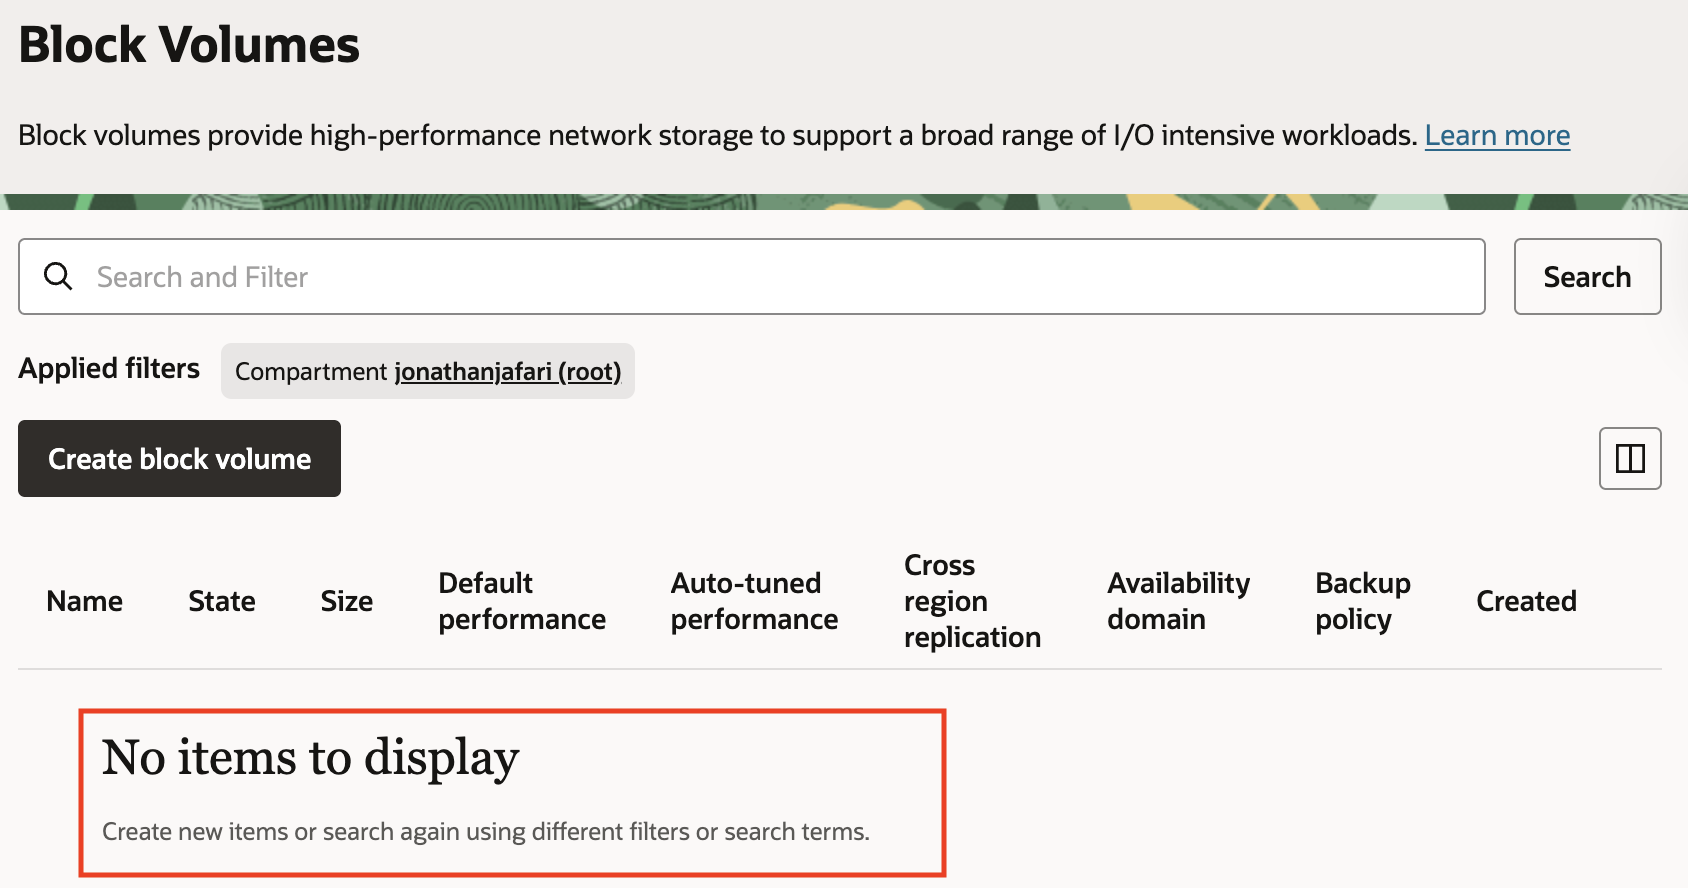 Block Volumes
Block volumes provide high-performance network storage to support a broad range of I/O intensive workloads. Learn more
Search and Filter
Search
Applied filters
Compartment jonathanjafari (root)
Create block volume
Name
State
Size
Default
performance
Auto-tuned
performance
Cross
region
replication
Availability
domain
Backup
policy
Created
No items to display
Create new items or search again using different filters or search terms.